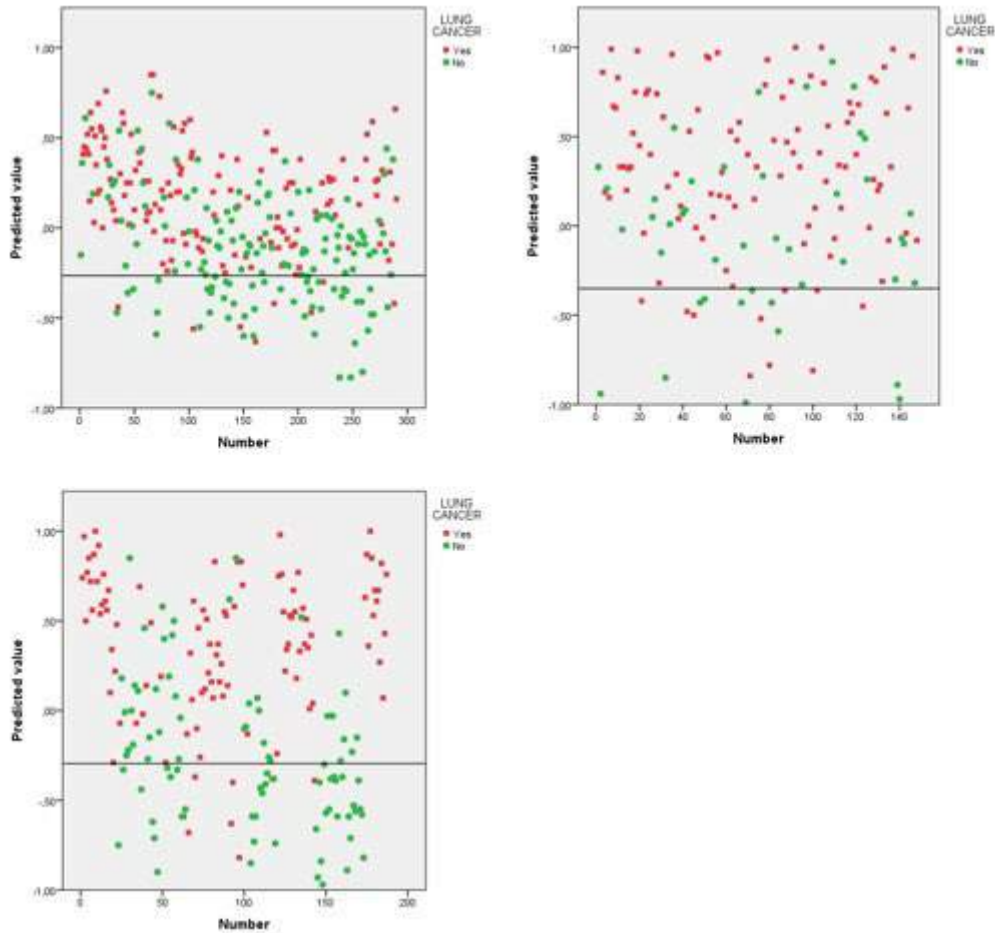 LUNG
CANCER
Yes
No
1,00
,50
,00
-,50
-1,00
0
50
100
150
200
250
300
Predicted value
Number
LUNG
CANCER
Yes
No
1,00
,50
,00
-,50
-1,00
0
20
40
60
80
100
120
140
Predicted value
Number
LUNG
CANCER
Yes
No
1,00
,50
,00
-,50
-1,00
0
50
100
150
200
Predicted value
Number